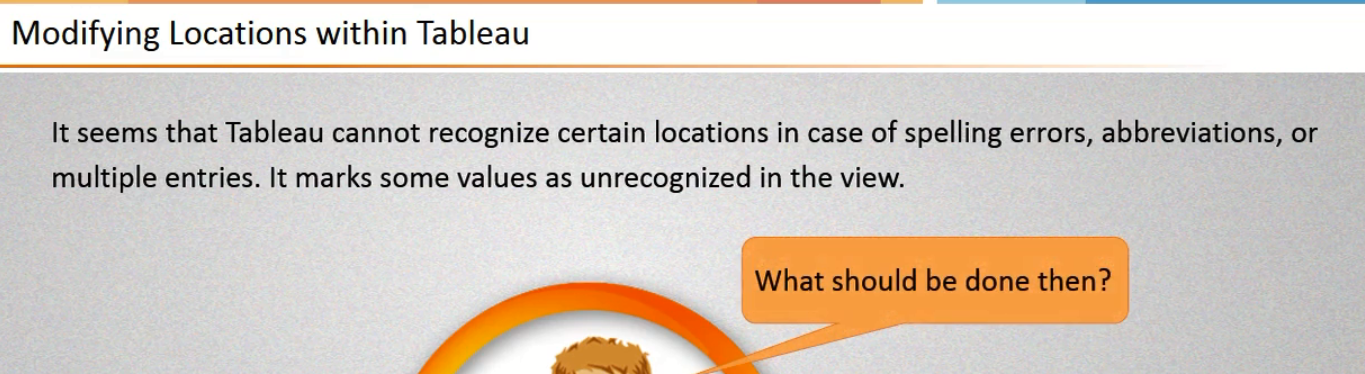 Modifying Locations within Tableau
It seems that Tableau cannot recognize certain locations in case of spelling errors, abbreviations, or
multiple entries. It marks some values as unrecognized in the view.
What should be done then?